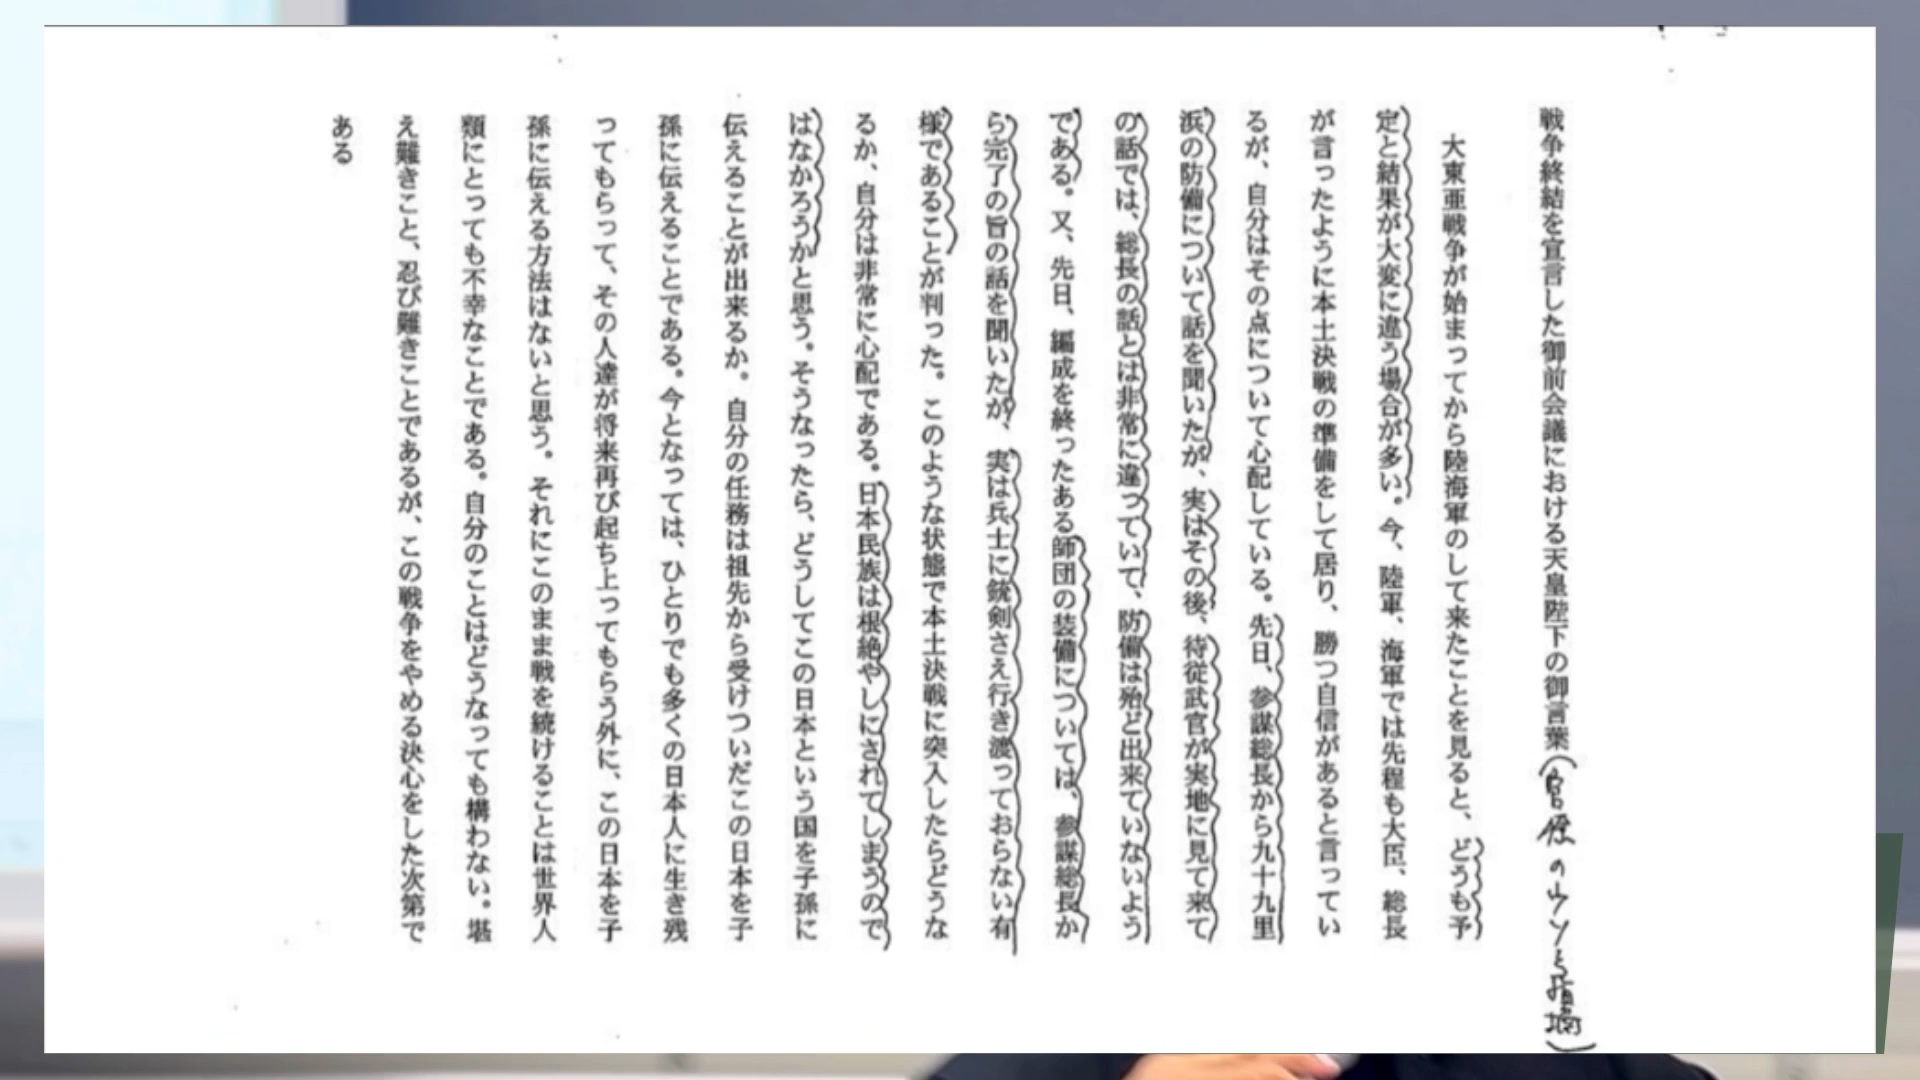 戦争終結を宣言した御前会議における天皇陛下の御言葉(官僚のウソを指摘)
大東亜戦争が始まってから陸海軍のして来たことを見ると、どうも予
定と結果が大変に違う場合が多い。今、陸軍、海軍では先程も大臣、総長
が言ったように本土決戦の準備をして居り、勝つ自信があると言ってい
るが、自分はその点について心配している。先日、参謀総長から九十九里
浜の防備について話を聞いたが、実はその後、侍従武官が実地に見て来て
の話では、総長の話とは非常に違っていて、防備は殆ど出来ていないよう
である。又、先日、編成を終ったある師団の装備については、参謀総長か
ら完了の旨の話を聞いたが、実は兵士に銃剣さえ行き渡っておらない有
様であることが判った。このような状態で本土決戦に突入したらどうな
るか、自分は非常に心配である。日本民族は根絶やしにされてしまうので
はなかろうかと思う。そうなったら、どうしてこの日本という国を子孫に
伝えることが出来るか。自分の任務は祖先から受けついだこの日本を子
孫に伝えることである。今となっては、ひとりでも多くの日本人に生き残
ってもらって、その人達が将来再び起ち上ってもらう外に、この日本を子
孫に伝える方法はないと思う。それにこのまま戦を続けることは世界人
類にとっても不幸なことである。自分のことはどうなっても構わない。堪
え難きこと、忍び難きことであるが、この戦争をやめる決心をした次第で
ある